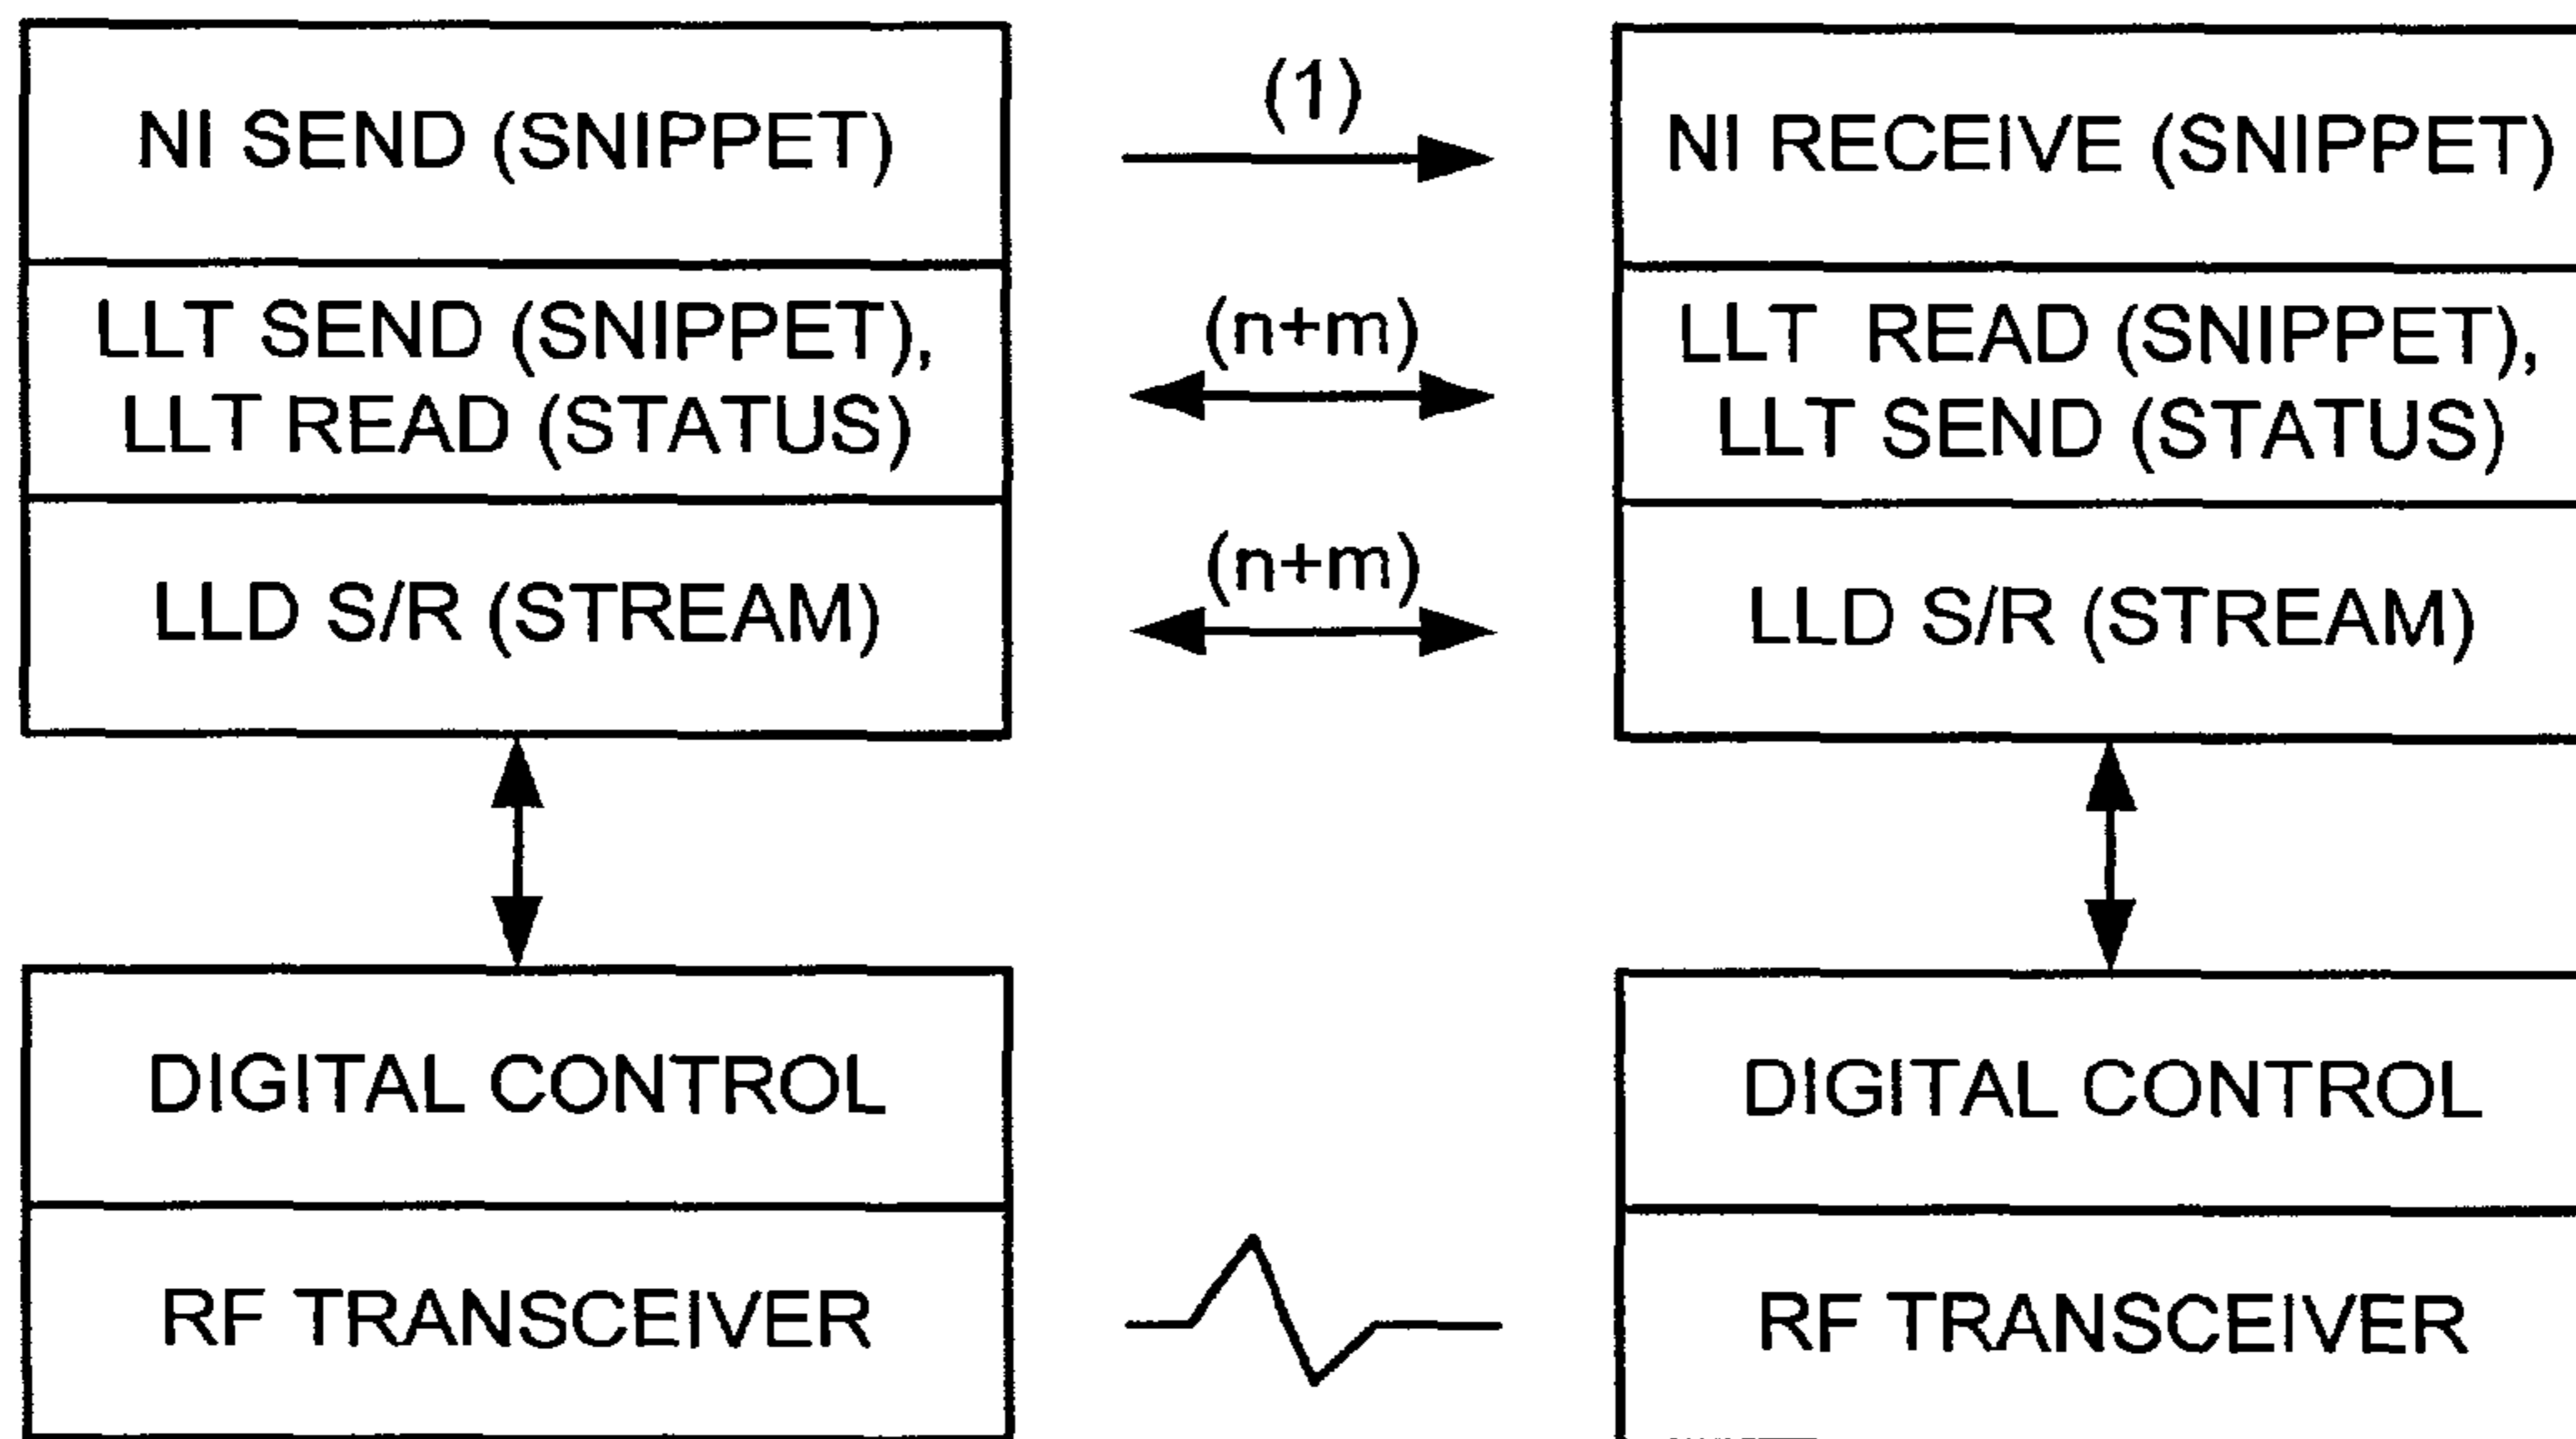 NI SEND (SNIPPET)
(1)
NI RECEIVE (SNIPPET)
LLT SEND (SNIPPET),
LLT READ (STATUS)
(n+m)
LLT READ (SNIPPET),
LLT SEND (STATUS)
LLD S/R (STREAM)
(n+m)
LLD S/R (STREAM)
DIGITAL CONTROL
DIGITAL CONTROL
RF TRANSCEIVER
RF TRANSCEIVER